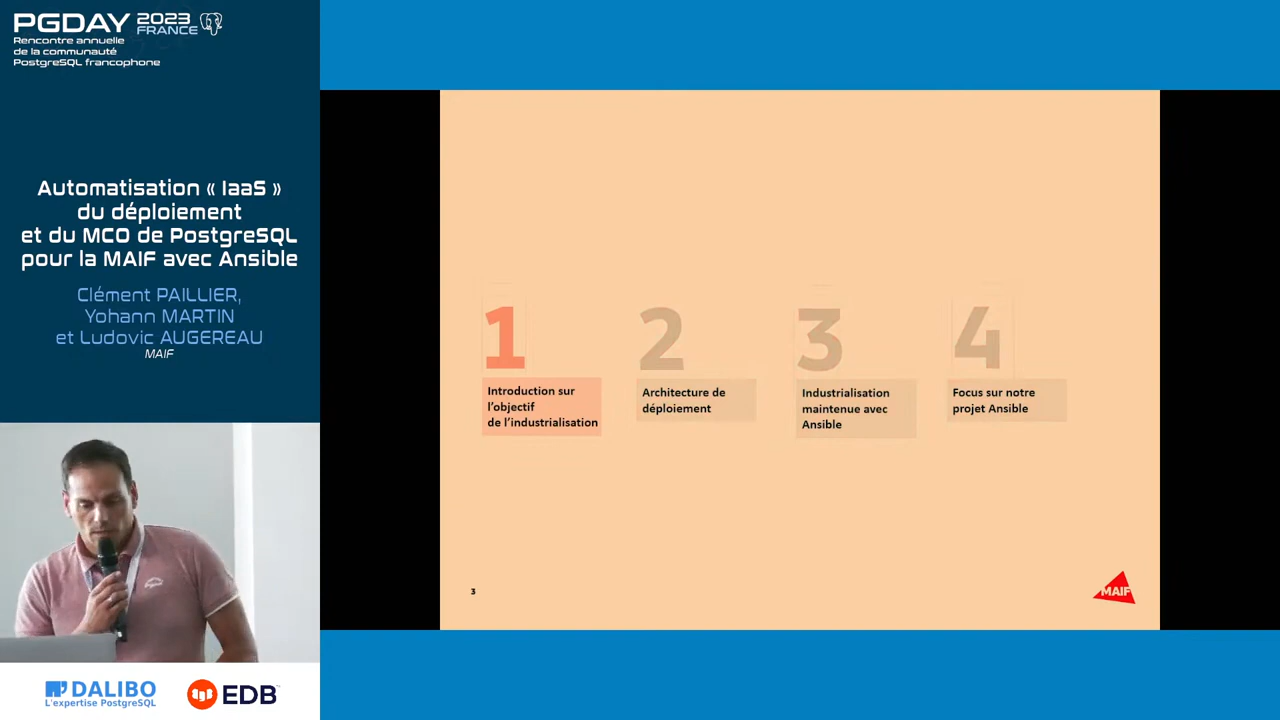 PGDAY 2023 FRANCE
Rencontre annuelle
de la communauté
PostgreSQL francophone
Automatisation « IaaS »
du déploiement
et du MCO de PostgreSQL
pour la MAIF avec Ansible
Clément PAILLIER,
Yohann MARTIN
et Ludovic AUGEREAU
MAIF
DALIBO
L'expertise PostgreSQL
EDB
1
Introduction sur
l'objectif
de l'industrialisation
2
Architecture de
déploiement
3
Industrialisation
maintenue avec
Ansible
4
Focus sur notre
projet Ansible
3
MAIF